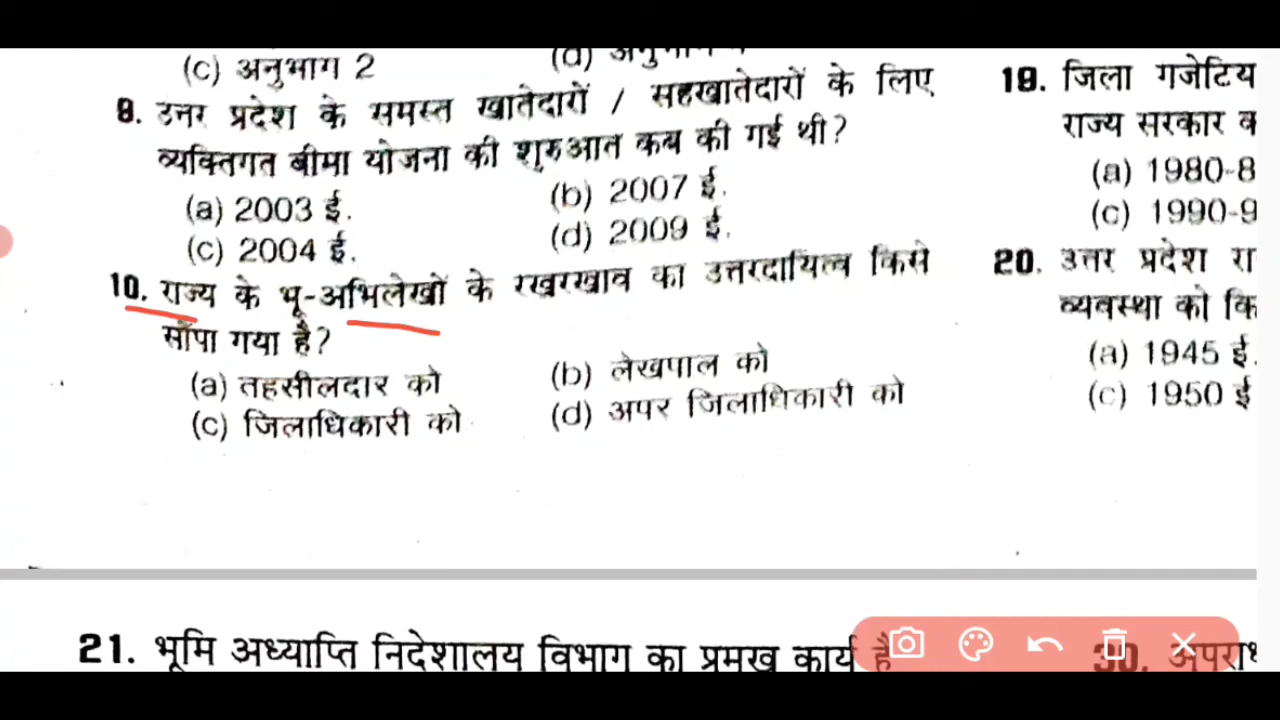 (c) अनुभाग 2
9. उत्तर प्रदेश के समस्त खातेदारों / सहखातेदारों के लिए
व्यक्तिगत बीमा योजना की शुरुआत कब की गई थी?
(a) 2003 ई.
(b) 2007 ई.
(c) 2004 ई.
(d) 2009 ई.
10. राज्य के भू-अभिलेखों के रखरखाव का उत्तरदायित्व किसे
सौंपा गया है?
(a) तहसीलदार को
(b) लेखपाल को
(c) जिलाधिकारी को
(d) अपर जिलाधिकारी को
19. जिला गजेटिय
राज्य सरकार
(a) 1980-8
(c) 1990-9
20. उत्तर प्रदेश रा
व्यवस्था को कि
(a) 1945 ई.
(c) 1950 ई
21. भूमि अध्याप्ति निदेशालय विभाग का प्रमुख कार्य है
30. अपराध